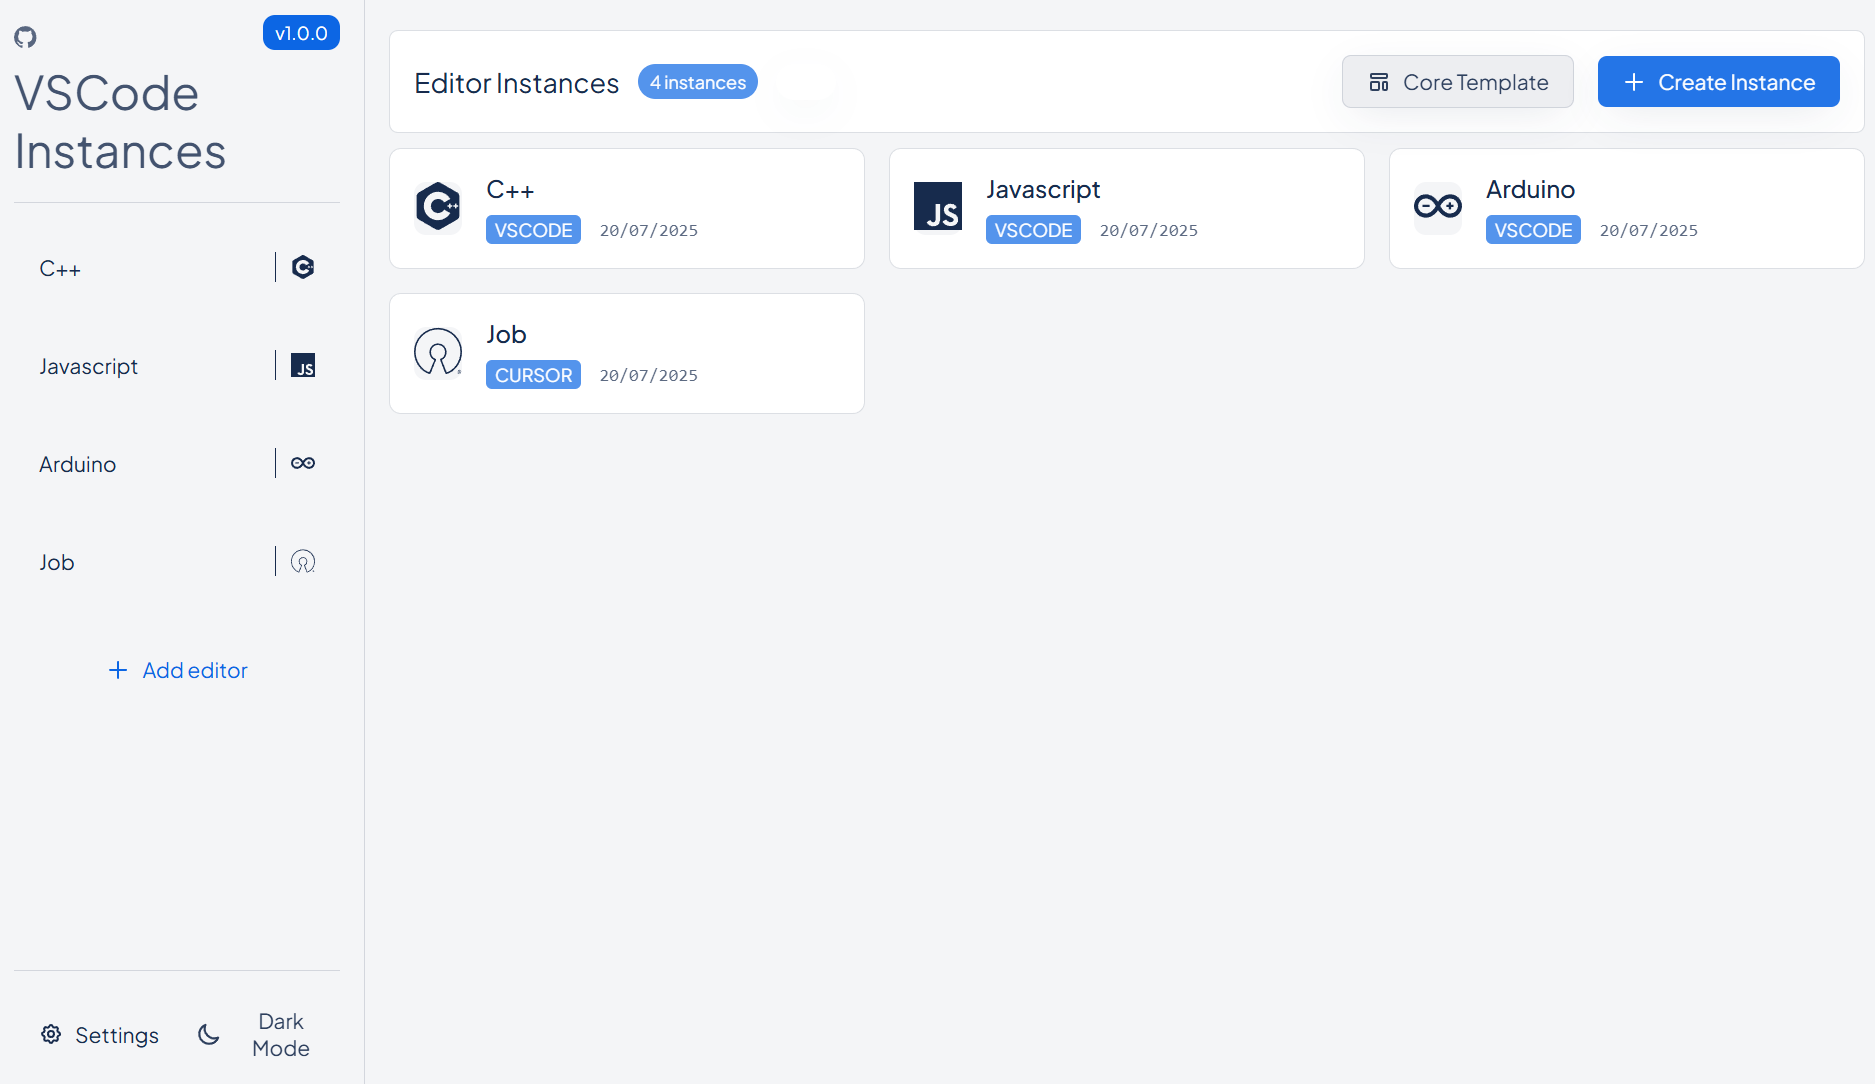 v1.0.0
VSCode
Instances
C++
Javascript
JS
Arduino
Job
Add editor
Settings
Dark
Mode
Editor Instances
4 instances
Core Template
Create Instance
C++
VSCODE
20/07/2025
JS
Javascript
VSCODE
20/07/2025
Arduino
VSCODE
20/07/2025
Job
CURSOR
20/07/2025